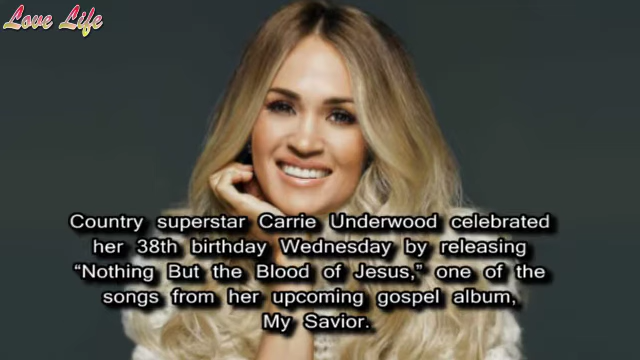 Love Life
Country superstar Carrie Underwood celebrated
her 38th birthday Wednesday by releasing
“Nothing But the Blood of Jesus,” one of the
songs from her upcoming gospel album,
My Savior.